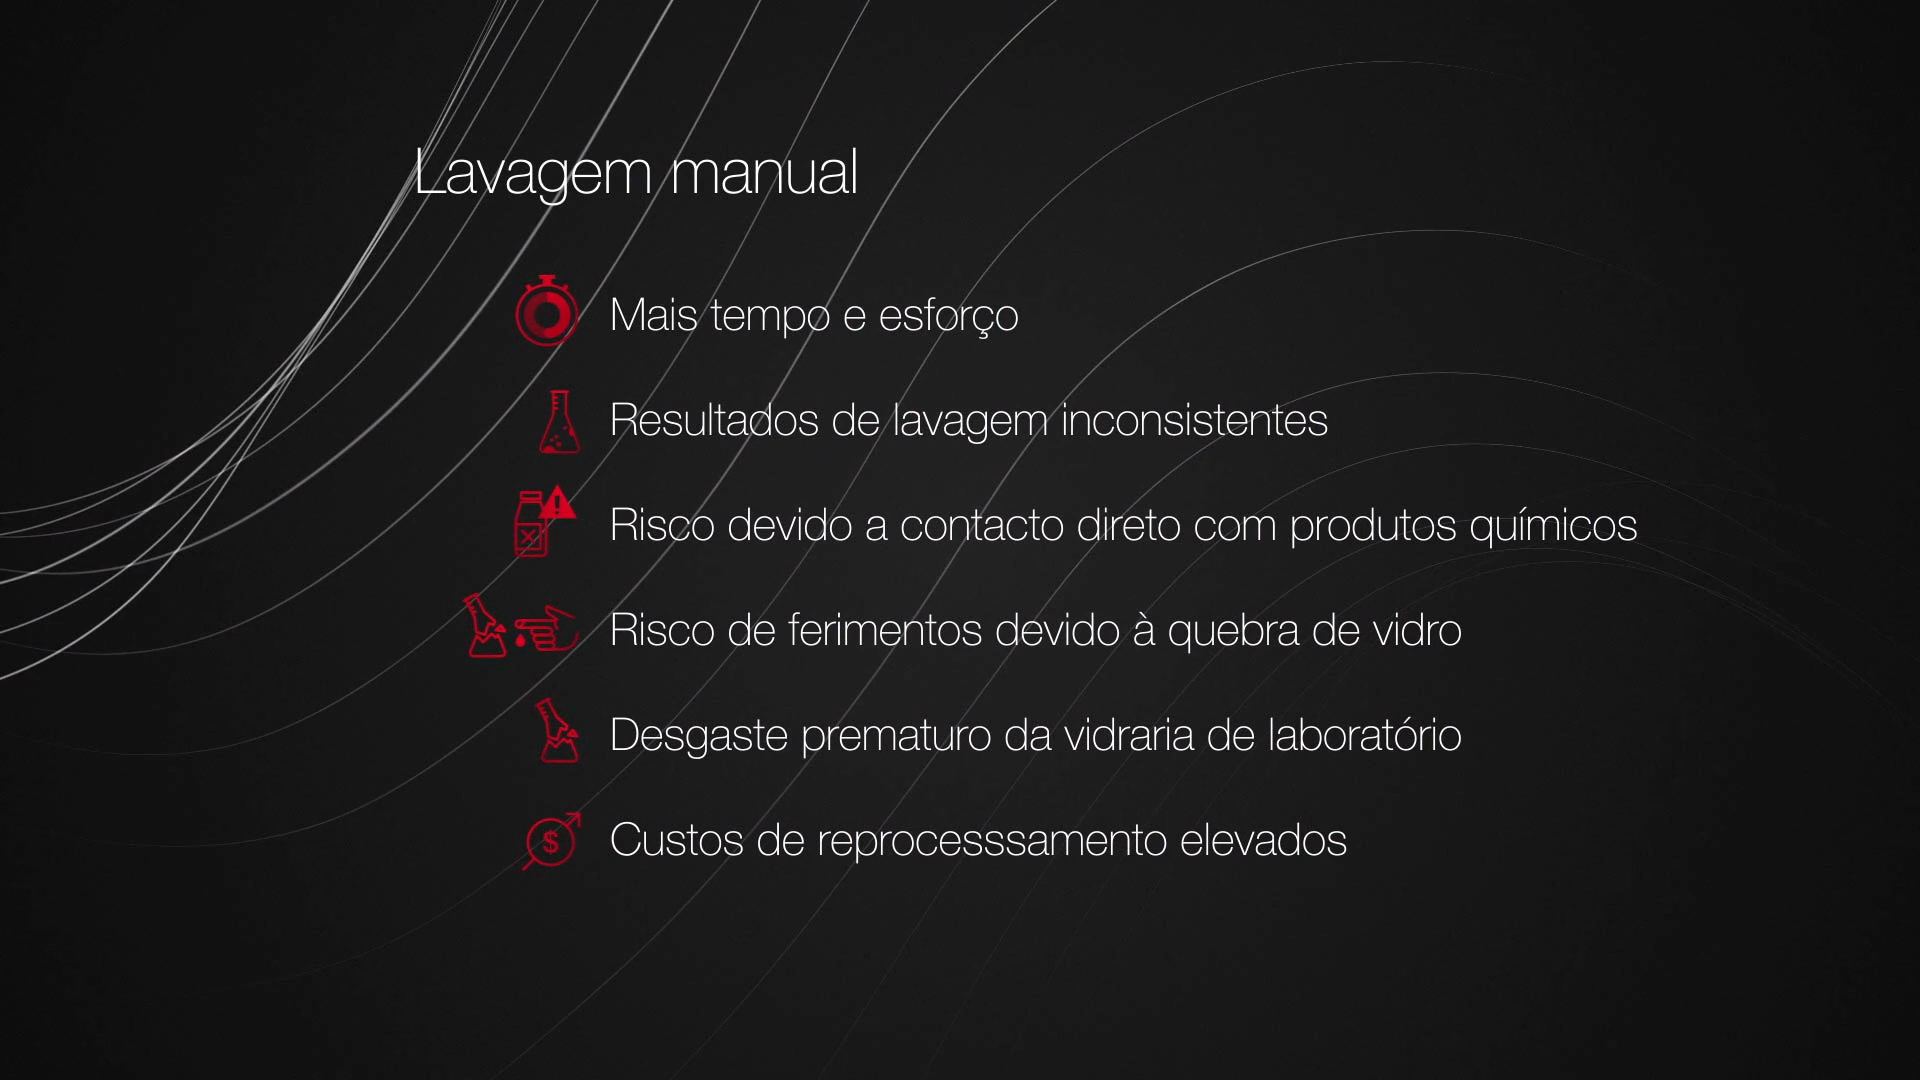 Lavagem manual
Mais tempo e esforço
Resultados de lavagem inconsistentes
Risco devido a contacto direto com produtos químicos
Risco de ferimentos devido à quebra de vidro
Desgaste prematuro da vidraria de laboratório
$ Custos de reprocesssamento elevados